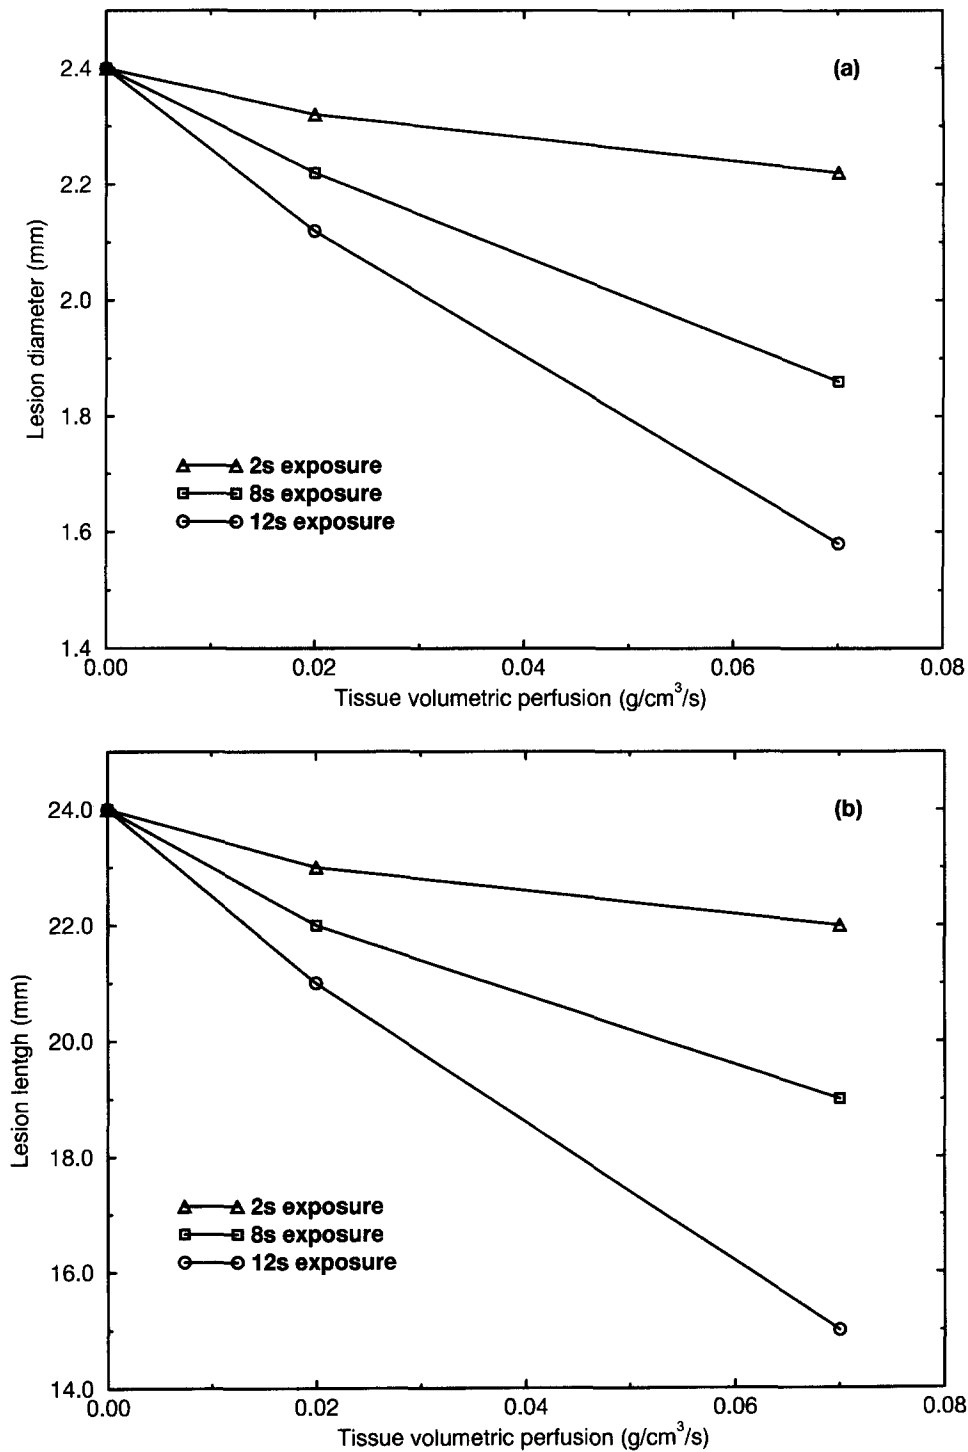 (a)
2.4
2.2
2.0
1.8
1.6
1.4
Lesion diameter (mm)
2s exposure
8s exposure
12s exposure
0.00 0.02 0.04 0.06 0.08
Tissue volumetric perfusion (g/cm³/s)
(b)
24.0
22.0
20.0
18.0
16.0
14.0
Lesion lentgh (mm)
2s exposure
8s exposure
12s exposure
0.00 0.02 0.04 0.06 0.08
Tissue volumetric perfusion (g/cm³/s)